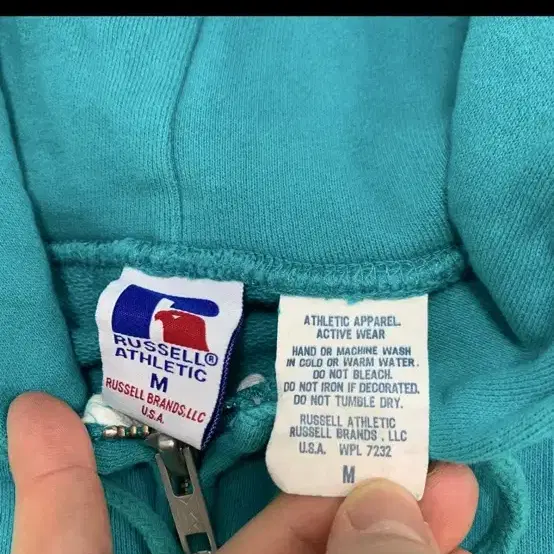 RUSSELL®
ATHLETIC
M
RUSSELL BRANDS,LLC
U.S.A.
ATHLETIC APPAREL.
ACTIVE WEAR
HAND OR MACHINE WASH
IN COLD OR WARM WATER.
DO NOT BLEACH.
DO NOT IRON IF DECORATED.
DO NOT TUMBLE DRY.
RUSSELL ATHLETIC
RUSSELL BRANDS . LLC
U.S.A. WPL 7232
M